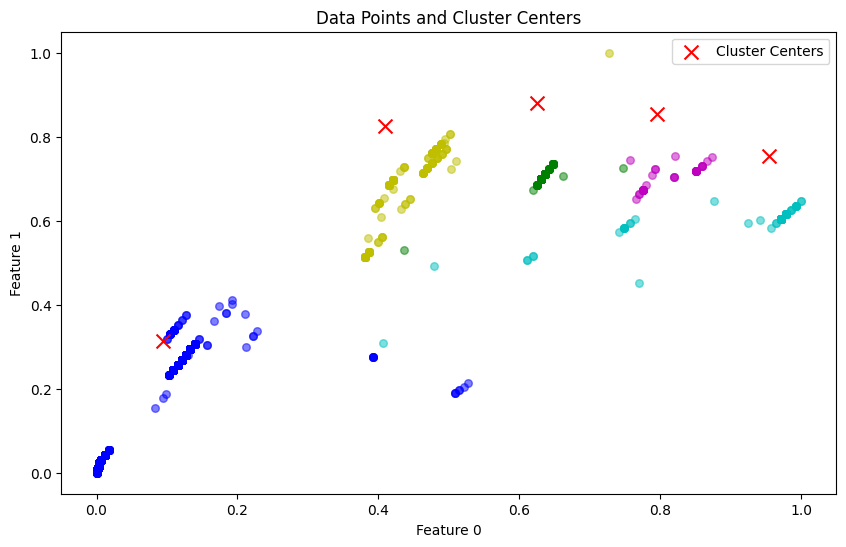 Data Points and Cluster Centers
Cluster Centers
1.0
0.8
0.6
0.4
0.2
0.0
Feature 1
0.0 0.2 0.4 0.6 0.8 1.0
Feature 0